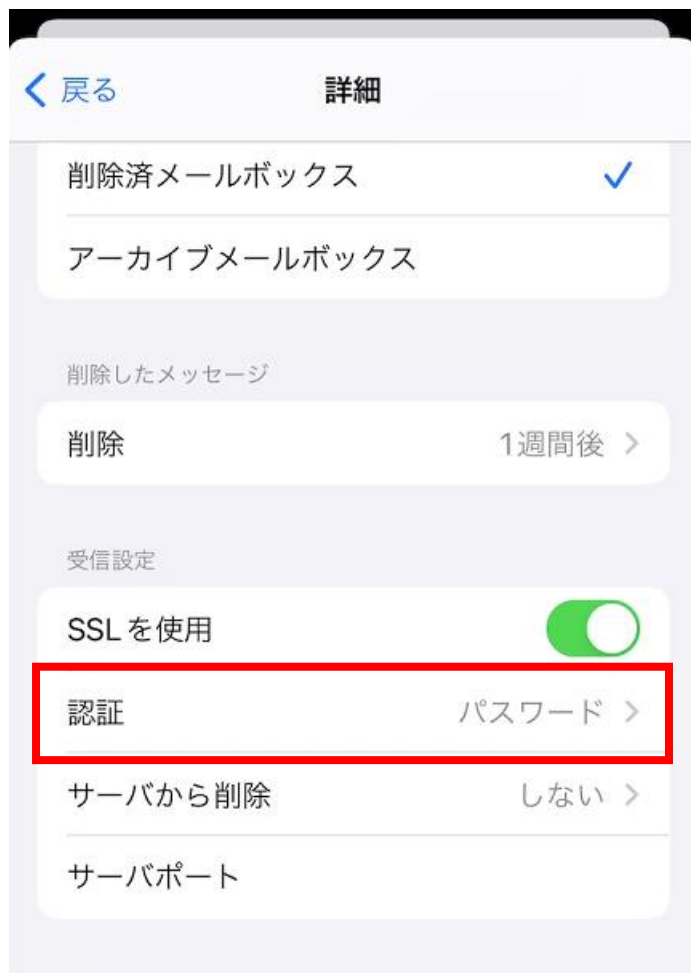 戻る
詳細
削除済メールボックス
アーカイブメールボックス
削除したメッセージ
削除 1週間後
受信設定
SSLを使用
認証 パスワード
サーバから削除 しない
サーバポート